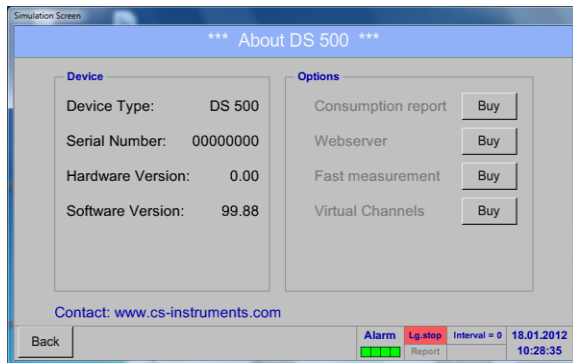 Simulation Screen
*** About DS 500 ***
Device
Device Type: DS 500
Serial Number: 00000000
Hardware Version: 0.00
Software Version: 99.88
Options
Consumption report Buy
Webserver Buy
Fast measurement Buy
Virtual Channels Buy
Contact: www.cs-instruments.com
Back
Alarm Lg.stop Interval = 0 18.01.2012
Report 10:28:35